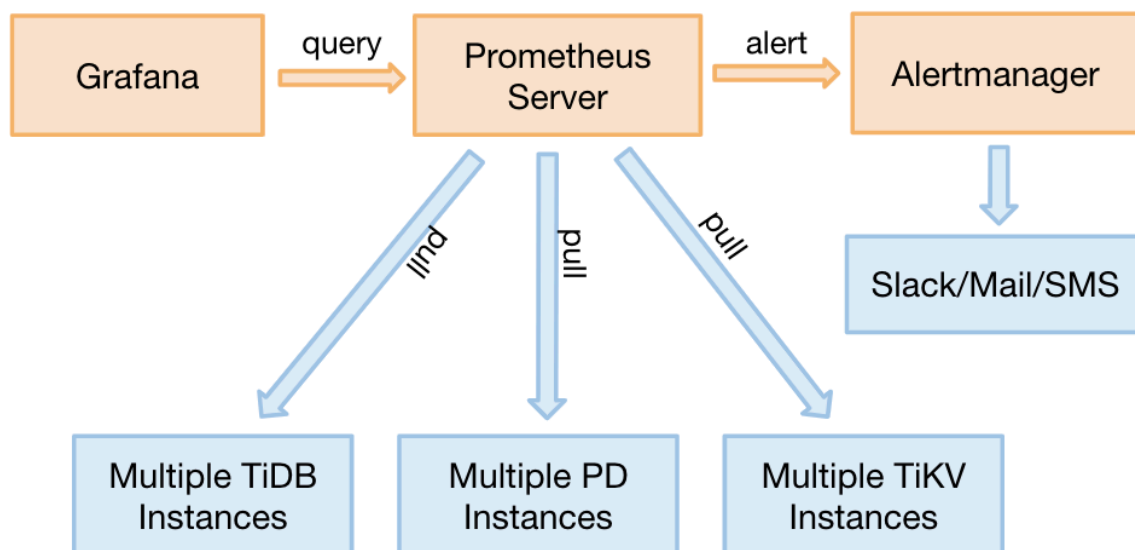 query
alert
Grafana
Prometheus
Server
Alertmanager
pull
pull
pull
Slack/Mail/SMS
Multiple TiDB
Instances
Multiple PD
Instances
Multiple TiKV
Instances